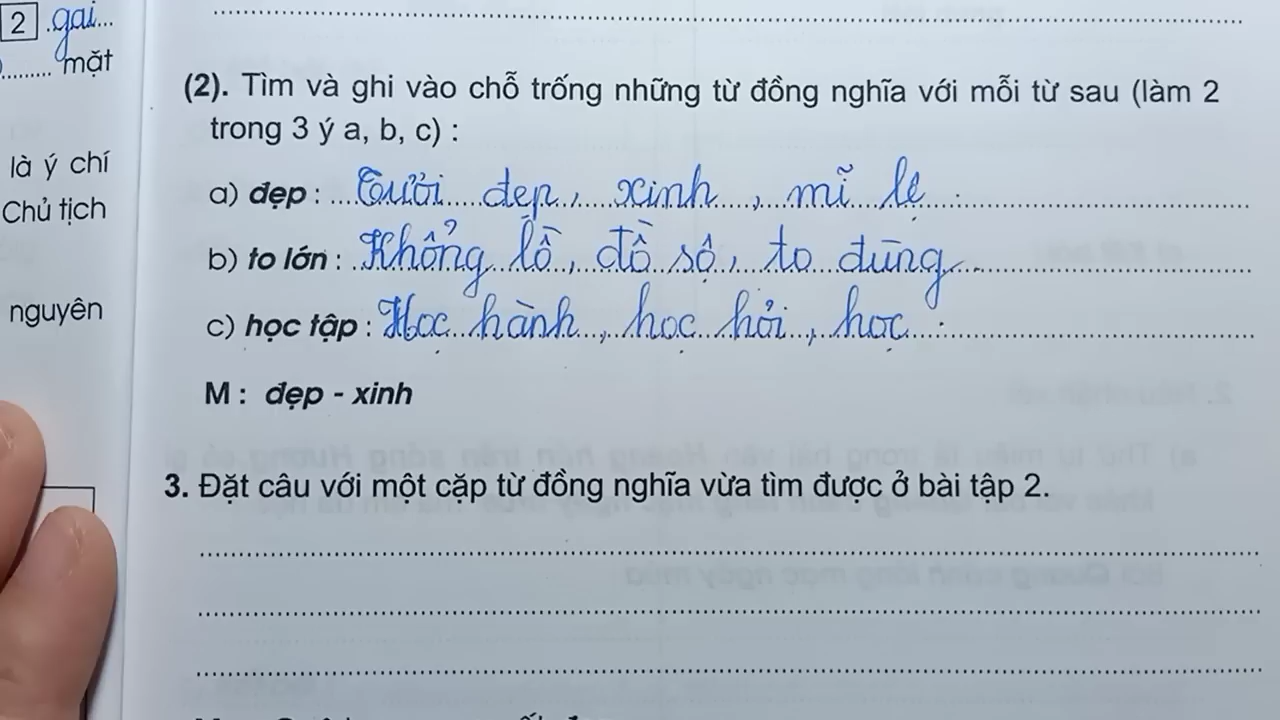 2 gai...
......... mặt
là ý chí
Chủ tịch
nguyên
(2). Tìm và ghi vào chỗ trống những từ đồng nghĩa với mỗi từ sau (làm 2
trong 3 ý a, b, c) :
a) đẹp : Tươi đẹp, xinh, mĩ lệ.
b) to lớn : Khổng lồ, đồ sộ, to đùng
c) học tập : Học hành, học hỏi, học.
M : đẹp - xinh
3. Đặt câu với một cặp từ đồng nghĩa vừa tìm được ở bài tập 2.